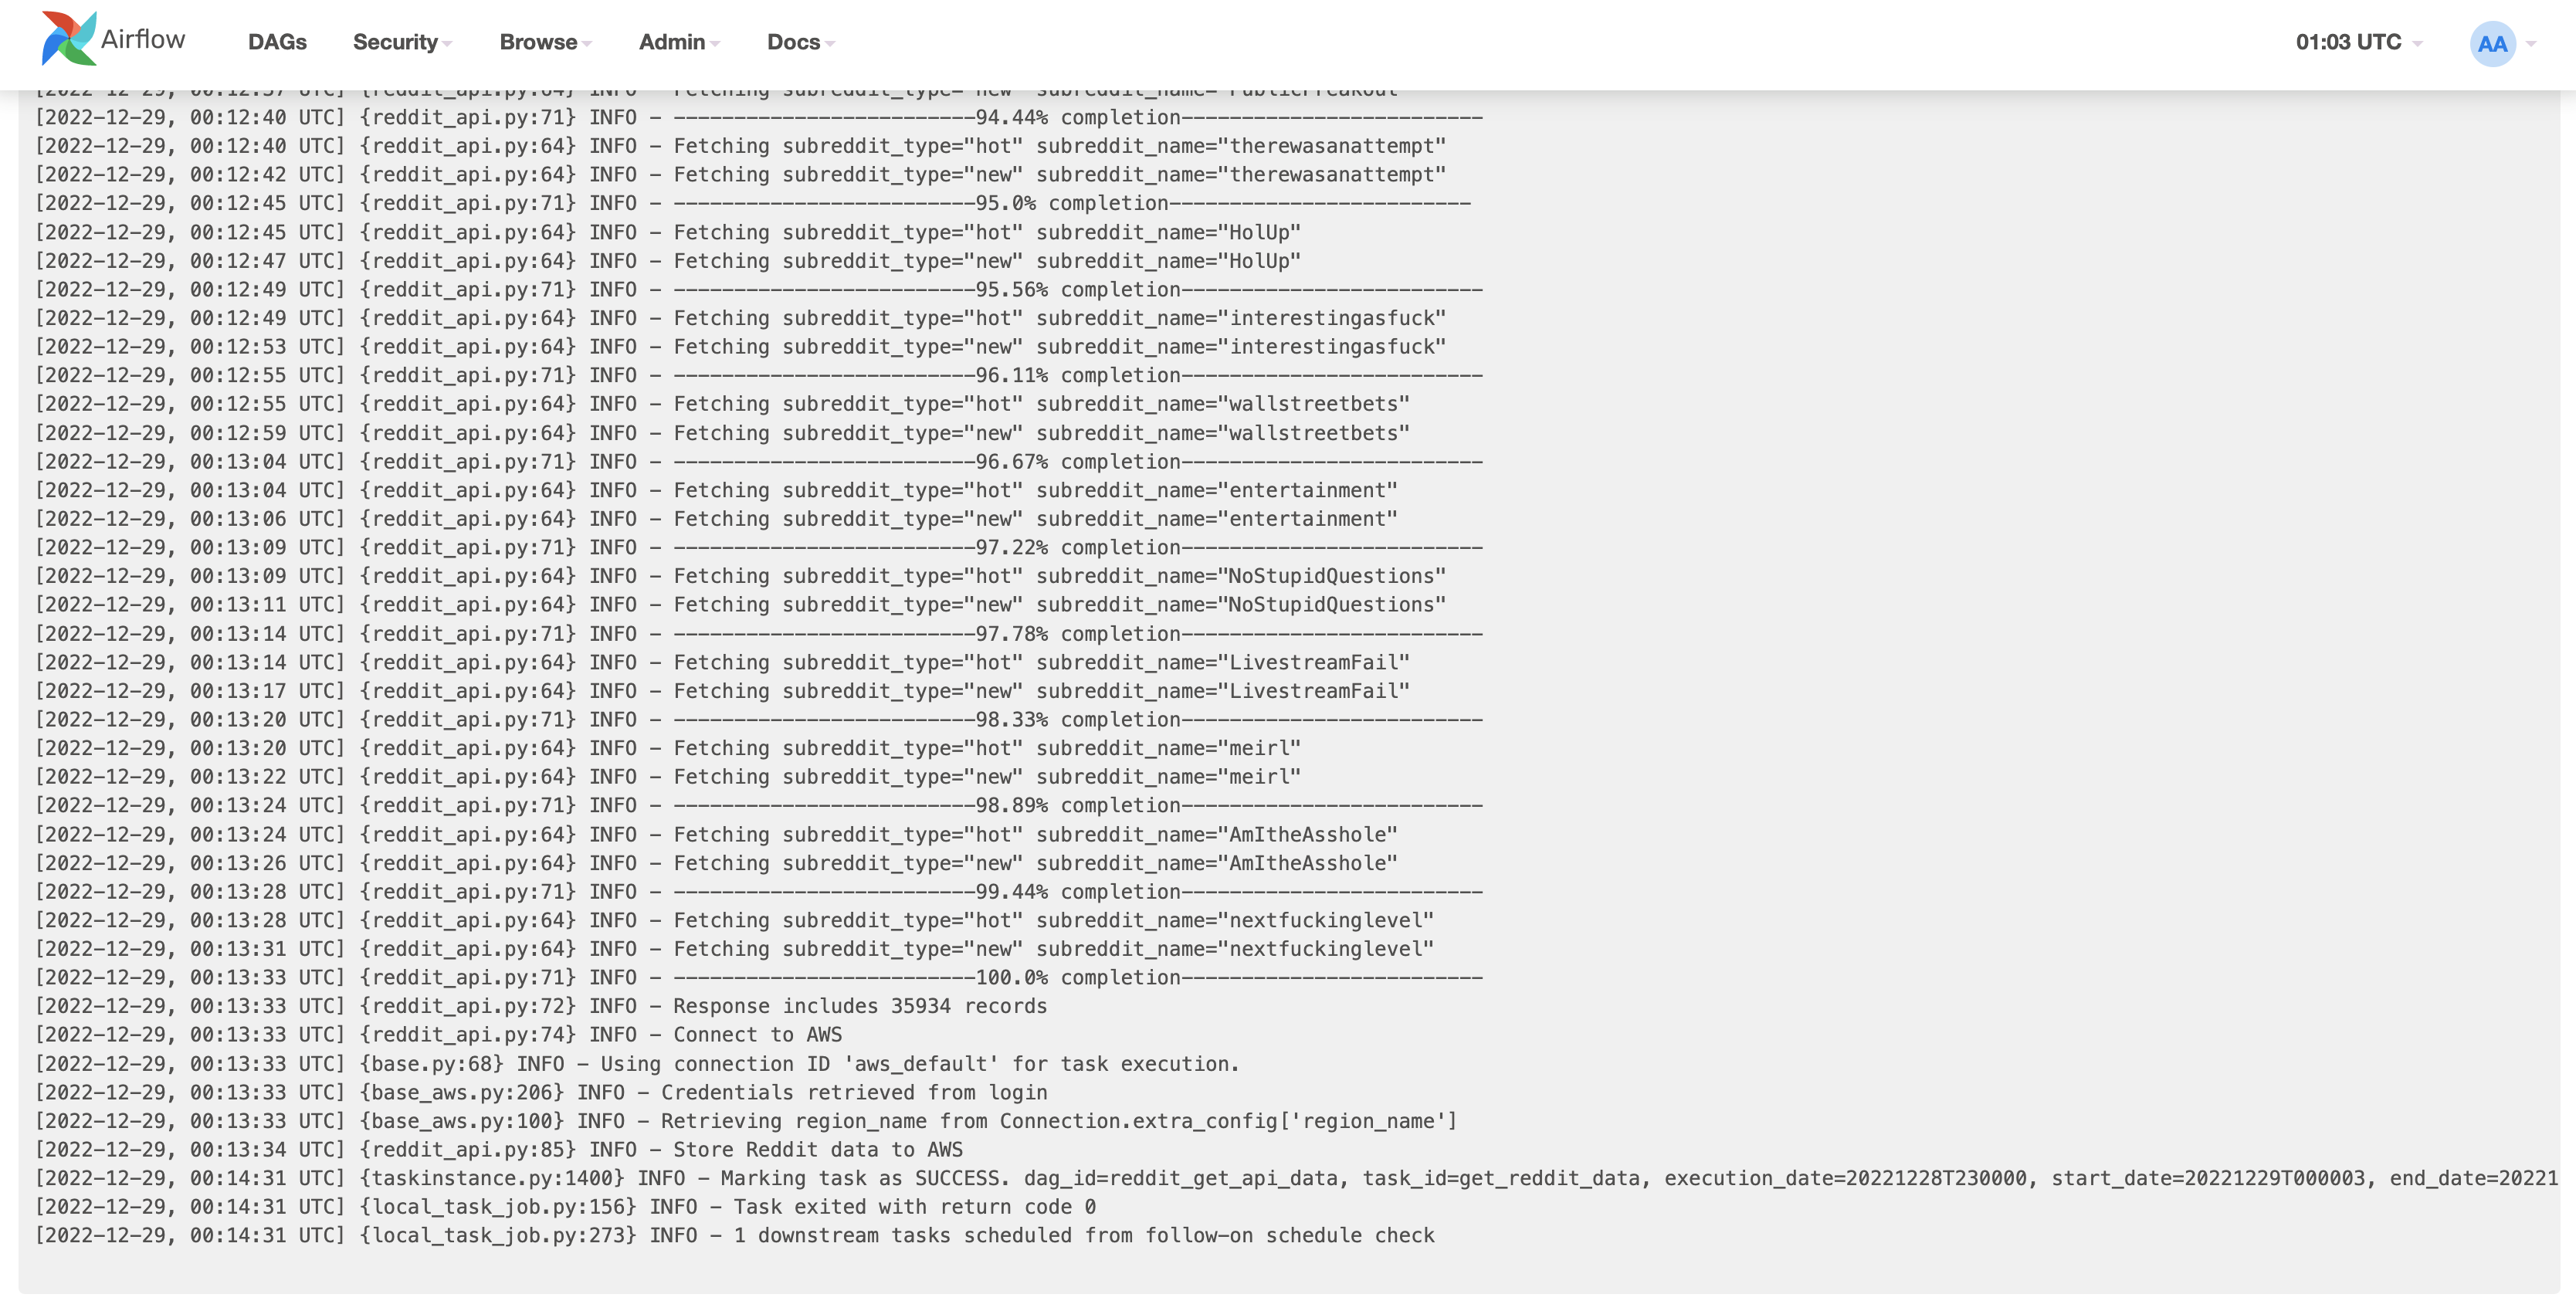 Airflow DAGs Security Browse Admin Docs 01:03 UTC AA
[2022-12-29, 00:12:37 UTC] {reddit_api.py:64} INFO - Fetching subreddit_type="new" subreddit_name="PublicFreakout"
[2022-12-29, 00:12:40 UTC] {reddit_api.py:71} INFO - -------------------------94.44% completion-------------------------
[2022-12-29, 00:12:40 UTC] {reddit_api.py:64} INFO - Fetching subreddit_type="hot" subreddit_name="therewasanattempt"
[2022-12-29, 00:12:42 UTC] {reddit_api.py:64} INFO - Fetching subreddit_type="new" subreddit_name="therewasanattempt"
[2022-12-29, 00:12:45 UTC] {reddit_api.py:71} INFO - -------------------------95.0% completion-------------------------
[2022-12-29, 00:12:45 UTC] {reddit_api.py:64} INFO - Fetching subreddit_type="hot" subreddit_name="HolUp"
[2022-12-29, 00:12:47 UTC] {reddit_api.py:64} INFO - Fetching subreddit_type="new" subreddit_name="HolUp"
[2022-12-29, 00:12:49 UTC] {reddit_api.py:71} INFO - -------------------------95.56% completion-------------------------
[2022-12-29, 00:12:49 UTC] {reddit_api.py:64} INFO - Fetching subreddit_type="hot" subreddit_name="interestingasfuck"
[2022-12-29, 00:12:53 UTC] {reddit_api.py:64} INFO - Fetching subreddit_type="new" subreddit_name="interestingasfuck"
[2022-12-29, 00:12:55 UTC] {reddit_api.py:71} INFO - -------------------------96.11% completion-------------------------
[2022-12-29, 00:12:55 UTC] {reddit_api.py:64} INFO - Fetching subreddit_type="hot" subreddit_name="wallstreetbets"
[2022-12-29, 00:12:59 UTC] {reddit_api.py:64} INFO - Fetching subreddit_type="new" subreddit_name="wallstreetbets"
[2022-12-29, 00:13:04 UTC] {reddit_api.py:71} INFO - -------------------------96.67% completion-------------------------
[2022-12-29, 00:13:04 UTC] {reddit_api.py:64} INFO - Fetching subreddit_type="hot" subreddit_name="entertainment"
[2022-12-29, 00:13:06 UTC] {reddit_api.py:64} INFO - Fetching subreddit_type="new" subreddit_name="entertainment"
[2022-12-29, 00:13:09 UTC] {reddit_api.py:71} INFO - -------------------------97.22% completion-------------------------
[2022-12-29, 00:13:09 UTC] {reddit_api.py:64} INFO - Fetching subreddit_type="hot" subreddit_name="NoStupidQuestions"
[2022-12-29, 00:13:11 UTC] {reddit_api.py:64} INFO - Fetching subreddit_type="new" subreddit_name="NoStupidQuestions"
[2022-12-29, 00:13:14 UTC] {reddit_api.py:71} INFO - -------------------------97.78% completion-------------------------
[2022-12-29, 00:13:14 UTC] {reddit_api.py:64} INFO - Fetching subreddit_type="hot" subreddit_name="LivestreamFail"
[2022-12-29, 00:13:17 UTC] {reddit_api.py:64} INFO - Fetching subreddit_type="new" subreddit_name="LivestreamFail"
[2022-12-29, 00:13:20 UTC] {reddit_api.py:71} INFO - -------------------------98.33% completion-------------------------
[2022-12-29, 00:13:20 UTC] {reddit_api.py:64} INFO - Fetching subreddit_type="hot" subreddit_name="meirl"
[2022-12-29, 00:13:22 UTC] {reddit_api.py:64} INFO - Fetching subreddit_type="new" subreddit_name="meirl"
[2022-12-29, 00:13:24 UTC] {reddit_api.py:71} INFO - -------------------------98.89% completion-------------------------
[2022-12-29, 00:13:24 UTC] {reddit_api.py:64} INFO - Fetching subreddit_type="hot" subreddit_name="AmItheAsshole"
[2022-12-29, 00:13:26 UTC] {reddit_api.py:64} INFO - Fetching subreddit_type="new" subreddit_name="AmItheAsshole"
[2022-12-29, 00:13:28 UTC] {reddit_api.py:71} INFO - -------------------------99.44% completion-------------------------
[2022-12-29, 00:13:28 UTC] {reddit_api.py:64} INFO - Fetching subreddit_type="hot" subreddit_name="nextfuckinglevel"
[2022-12-29, 00:13:31 UTC] {reddit_api.py:64} INFO - Fetching subreddit_type="new" subreddit_name="nextfuckinglevel"
[2022-12-29, 00:13:33 UTC] {reddit_api.py:71} INFO - -------------------------100.0% completion-------------------------
[2022-12-29, 00:13:33 UTC] {reddit_api.py:72} INFO - Response includes 35934 records
[2022-12-29, 00:13:33 UTC] {reddit_api.py:74} INFO - Connect to AWS
[2022-12-29, 00:13:33 UTC] {base.py:68} INFO - Using connection ID 'aws_default' for task execution.
[2022-12-29, 00:13:33 UTC] {base_aws.py:206} INFO - Credentials retrieved from login
[2022-12-29, 00:13:33 UTC] {base_aws.py:100} INFO - Retrieving region_name from Connection.extra_config['region_name']
[2022-12-29, 00:13:34 UTC] {reddit_api.py:85} INFO - Store Reddit data to AWS
[2022-12-29, 00:14:31 UTC] {taskinstance.py:1400} INFO - Marking task as SUCCESS. dag_id=reddit_get_api_data, task_id=get_reddit_data, execution_date=20221228T230000, start_date=20221229T000003, end_date=20221
[2022-12-29, 00:14:31 UTC] {local_task_job.py:156} INFO - Task exited with return code 0
[2022-12-29, 00:14:31 UTC] {local_task_job.py:273} INFO - 1 downstream tasks scheduled from follow-on schedule check